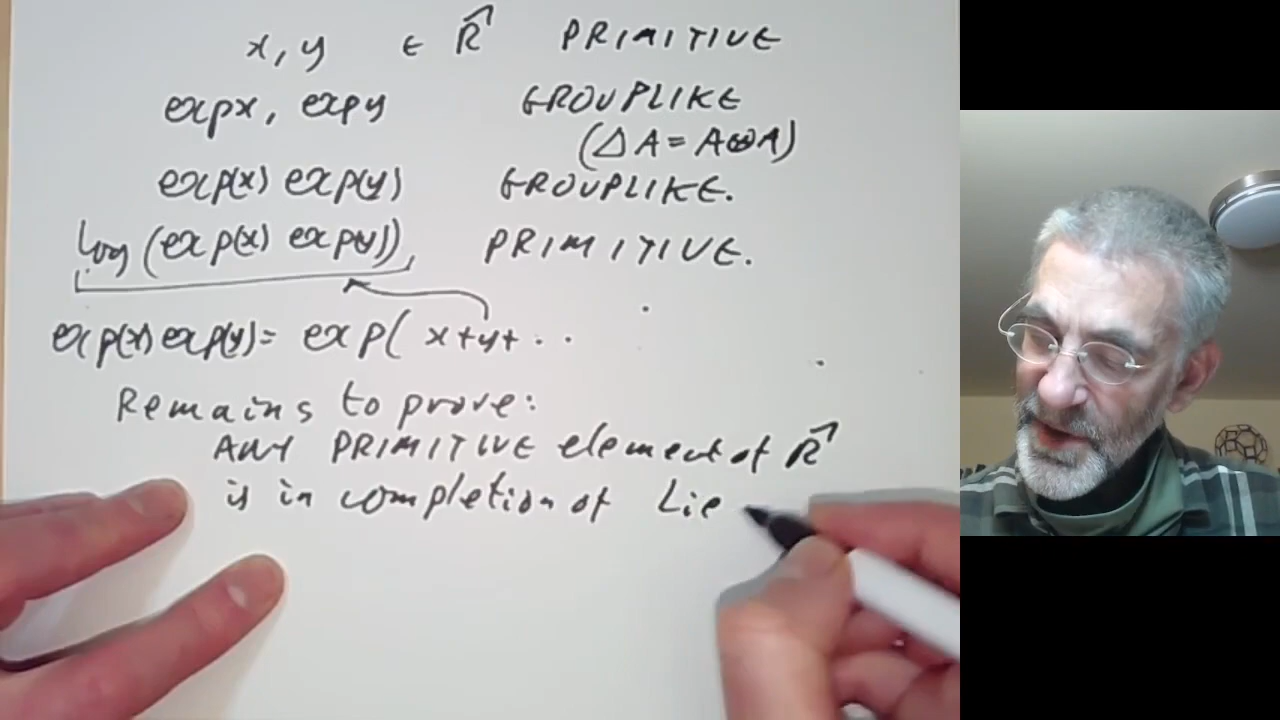 x, y ∈ R̂ PRIMITIVE
exp x, exp y GROUPLIKE
(ΔA = A⊗A)
exp(x) exp(y) GROUPLIKE.
log (exp(x) exp(y)), PRIMITIVE.
exp(x) exp(y) = exp( x+y+ ..
Remains to prove:
ANY PRIMITIVE element of R̂
is in completion of Lie